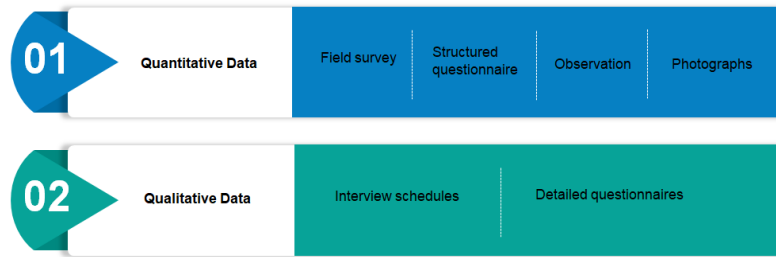 01
Quantitative Data
Field survey
Structured
questionnaire
Observation
Photographs
02
Qualitative Data
Interview schedules
Detailed questionnaires